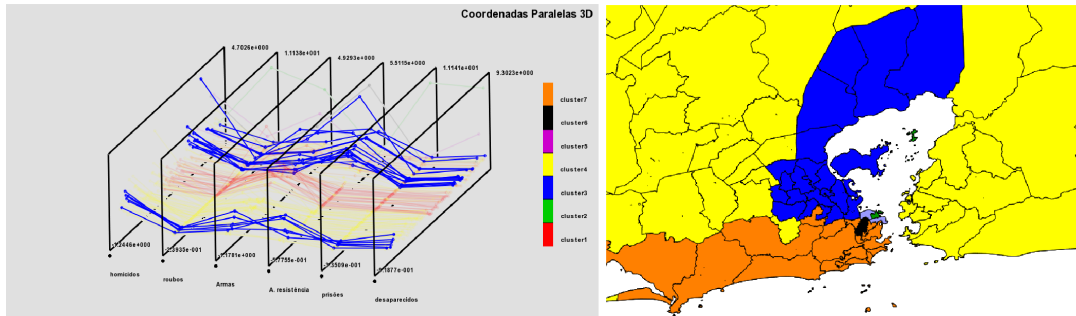 Coordenadas Paralelas 3D
4.7026e+000
1.1938e+001
4.9293e+000
5.5115e+000
1.1141e+001
9.3023e+000
cluster7
cluster6
cluster5
cluster4
cluster3
cluster2
cluster1
homicidos
roubos
Armas
A. resistência
prisões
desaparecidos